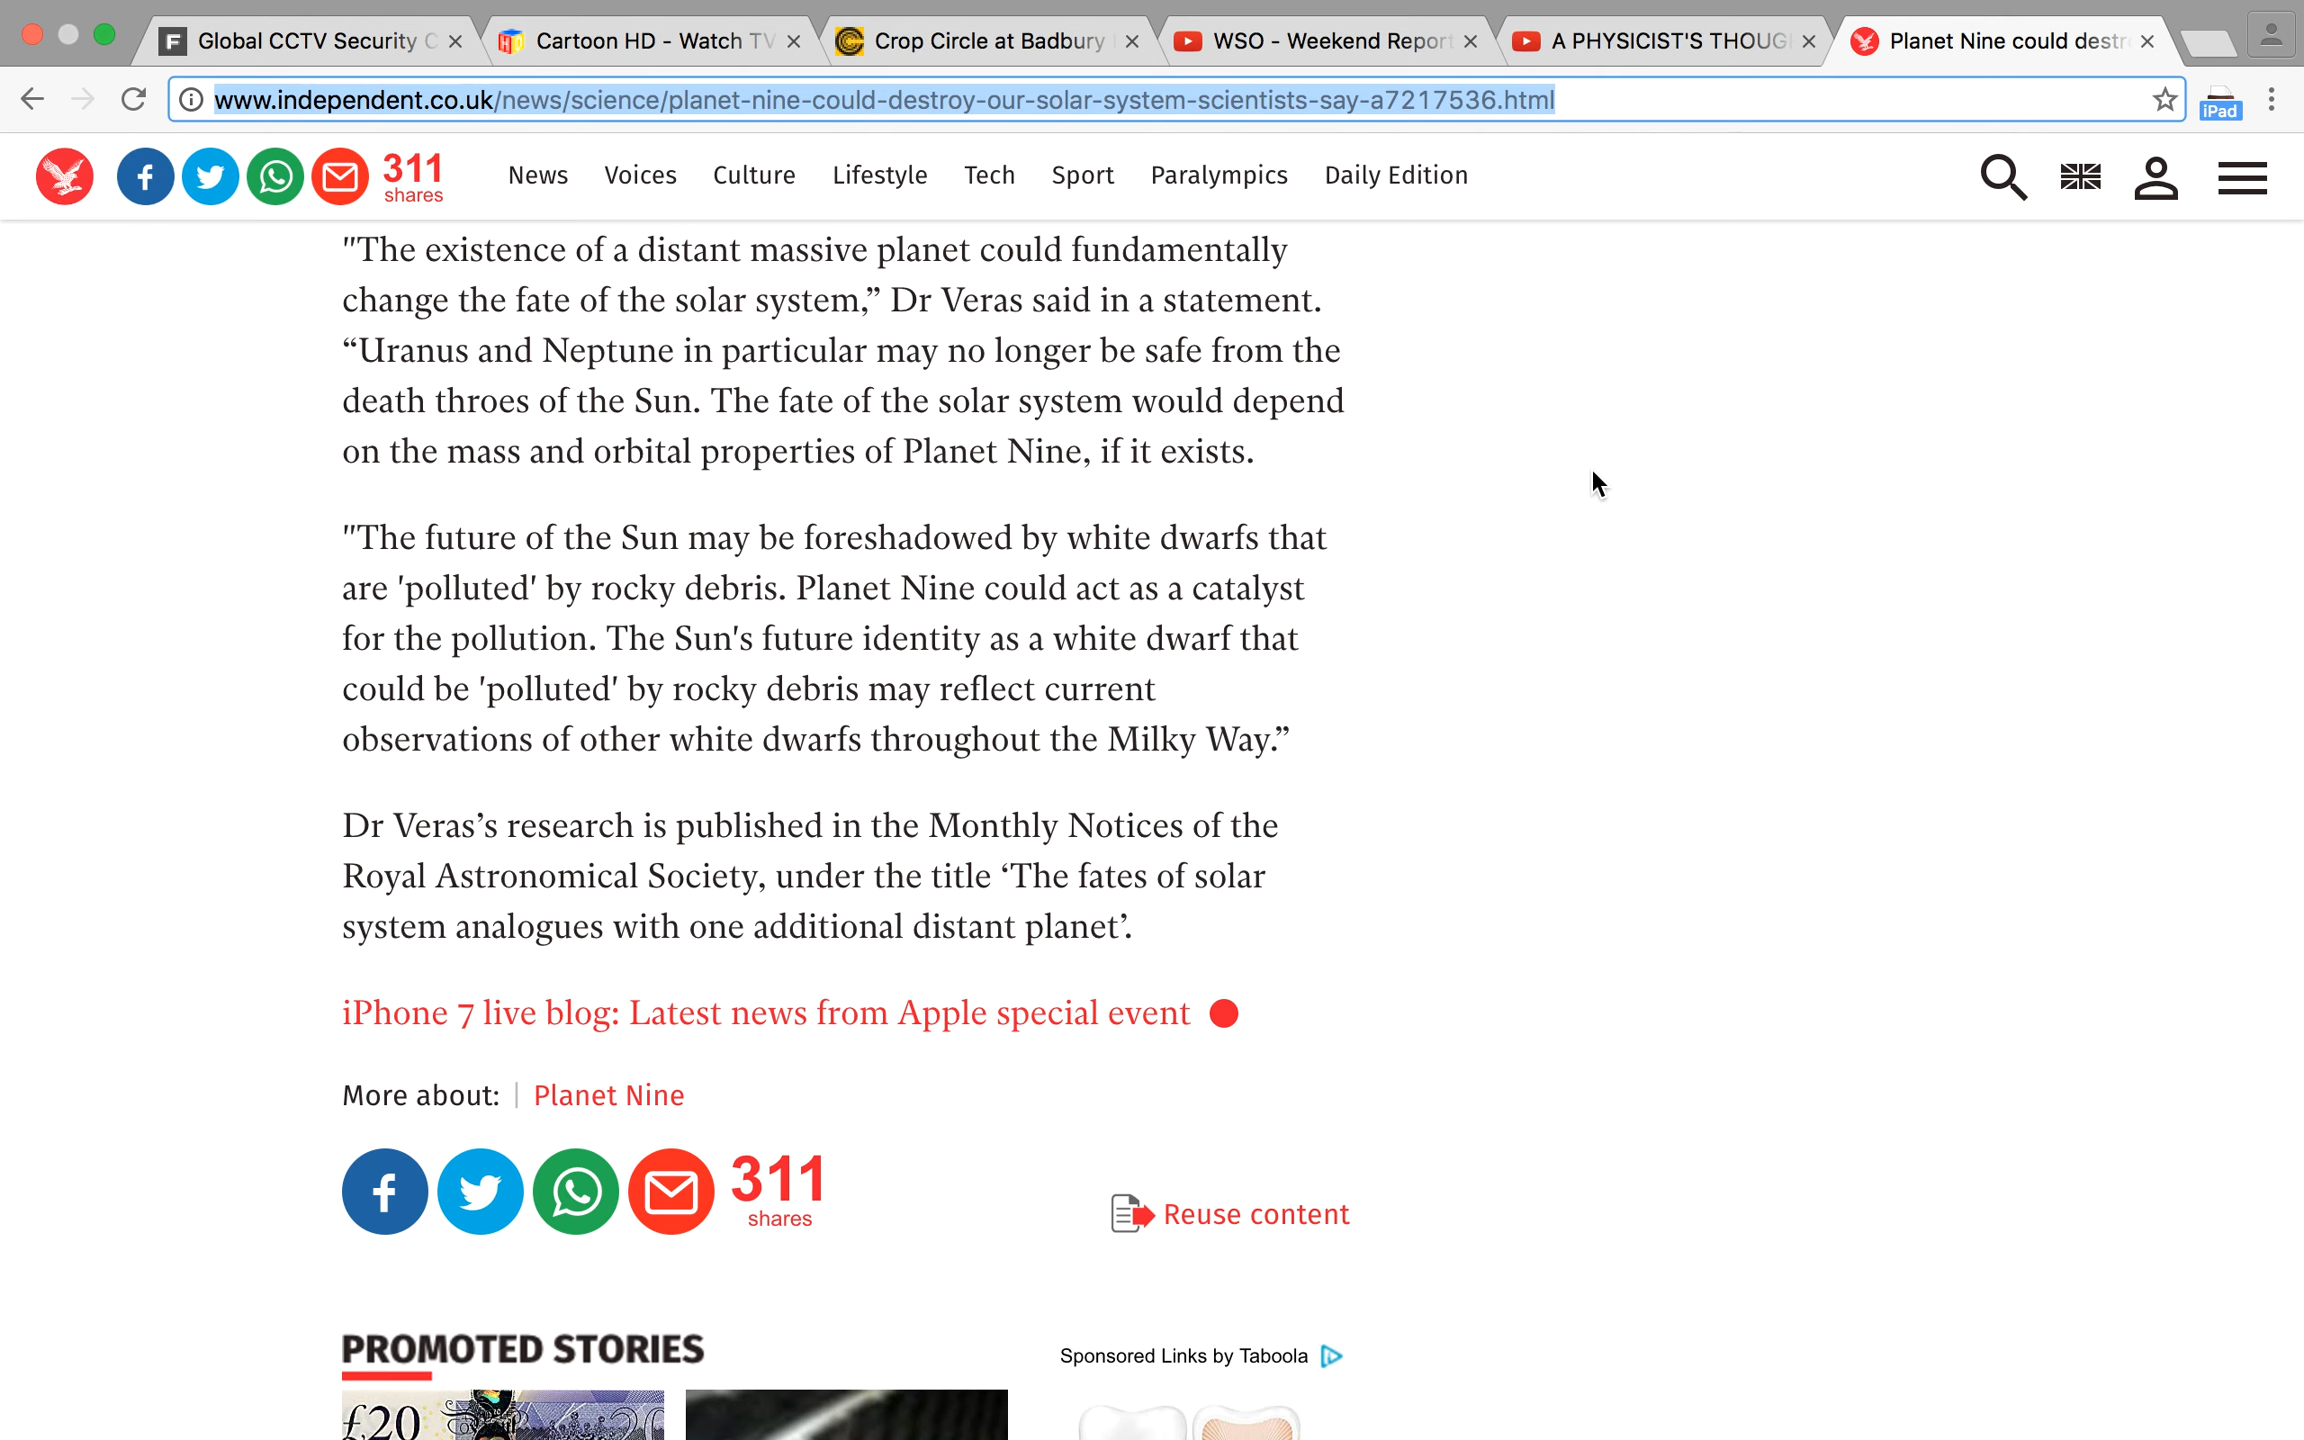 Global CCTV Security C
Cartoon HD - Watch TV
Crop Circle at Badbury
WSO - Weekend Report
A PHYSICIST'S THOUG
Planet Nine could destr
www.independent.co.uk/news/science/planet-nine-could-destroy-our-solar-system-scientists-say-a7217536.html
iPad
311
shares
News Voices Culture Lifestyle Tech Sport Paralympics Daily Edition
"The existence of a distant massive planet could fundamentally
change the fate of the solar system,” Dr Veras said in a statement.
“Uranus and Neptune in particular may no longer be safe from the
death throes of the Sun. The fate of the solar system would depend
on the mass and orbital properties of Planet Nine, if it exists.
"The future of the Sun may be foreshadowed by white dwarfs that
are 'polluted' by rocky debris. Planet Nine could act as a catalyst
for the pollution. The Sun's future identity as a white dwarf that
could be 'polluted' by rocky debris may reflect current
observations of other white dwarfs throughout the Milky Way.”
Dr Veras’s research is published in the Monthly Notices of the
Royal Astronomical Society, under the title ‘The fates of solar
system analogues with one additional distant planet’.
iPhone 7 live blog: Latest news from Apple special event
More about: | Planet Nine
311
shares
Reuse content
PROMOTED STORIES
Sponsored Links by Taboola
£20